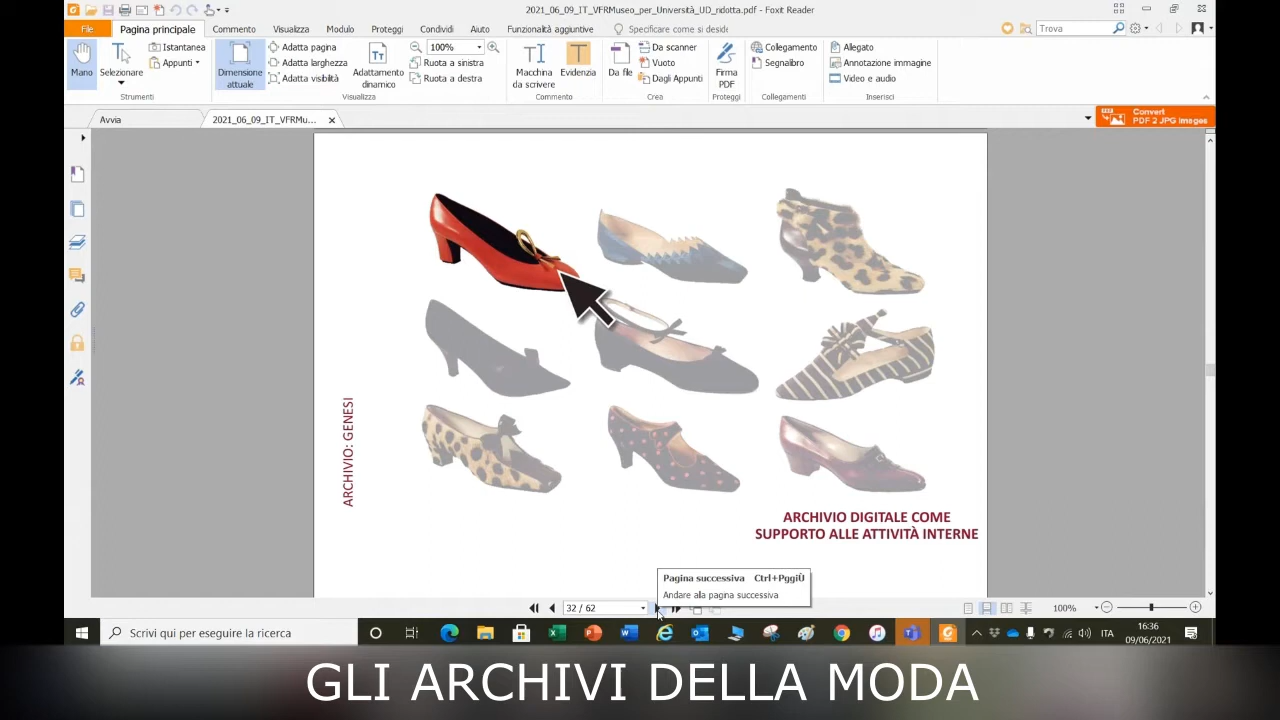 2021_06_09_IT_VFRMuseo_per_Università_UD_ndotta.pdf - Foxit Reader
File
Pagina principale
Commento
Visualizza
Modulo
Proteggi
Condividi
Aiuto
Funzionalità aggiuntive
Specificare come si desid
Trova
Mano
Selezionare
Istantanea
Appunti
Strumenti
Dimensione attuale
Adatta pagina
Adatta larghezza
Adatta visibilità
Adattamento dinamico
100%
Ruota a sinistra
Ruota a destra
Visualizza
Macchina da scrivere
Evidenzia
Commento
Da file
Da scanner
Vuoto
Dagli Appunti
Crea
Firma PDF
Proteggi
Collegamento
Segnalibro
Collegamenti
Allegato
Annotazione immagine
Video e audio
Inserisci
Avvia
2021_06_09_IT_VFRMu...
Convert
PDF 2 JPG Images
ARCHIVIO: GENESI
ARCHIVIO DIGITALE COME
SUPPORTO ALLE ATTIVITÀ INTERNE
Pagina successiva Ctrl+PggiÙ
Andare alla pagina successiva
32 / 62
100%
Scrivi qui per eseguire la ricerca
ITA
16:36
09/06/2021
GLI ARCHIVI DELLA MODA